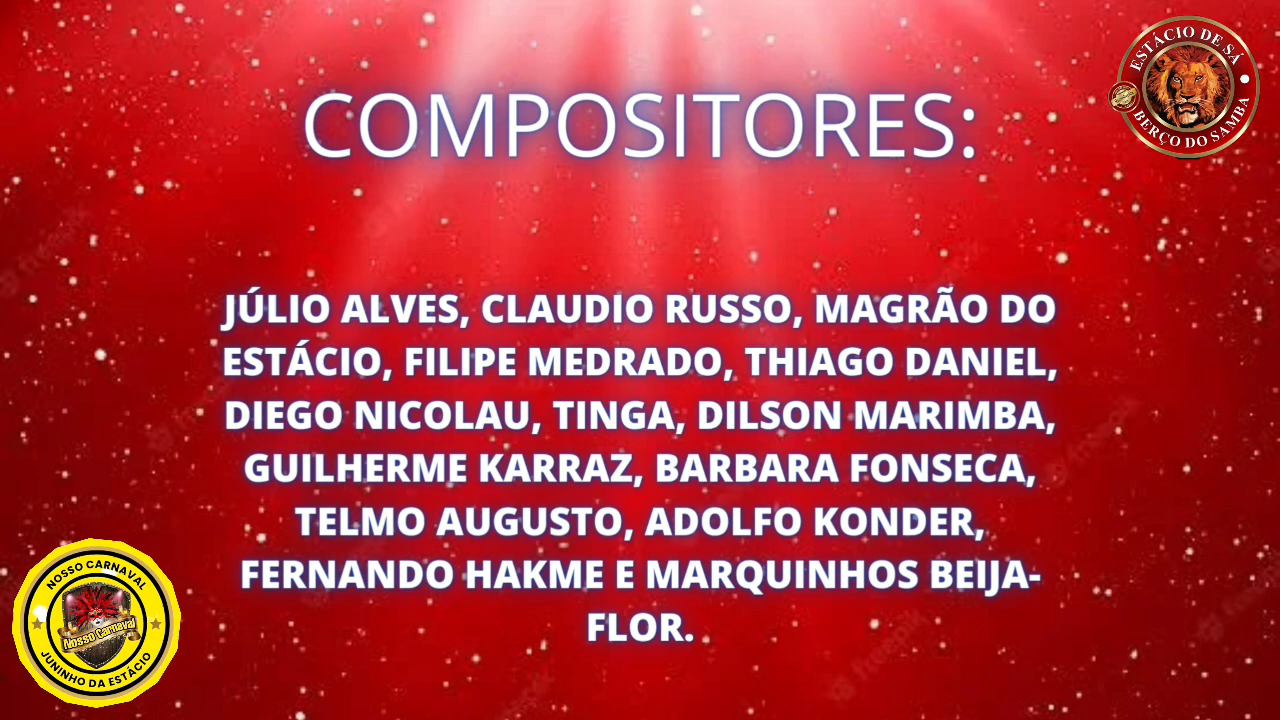 COMPOSITORES:
ESTÁCIO DE SÁ
BERÇO DO SAMBA
JÚLIO ALVES, CLAUDIO RUSSO, MAGRÃO DO
ESTÁCIO, FILIPE MEDRADO, THIAGO DANIEL,
DIEGO NICOLAU, TINGA, DILSON MARIMBA,
GUILHERME KARRAZ, BARBARA FONSECA,
TELMO AUGUSTO, ADOLFO KONDER,
FERNANDO HAKME E MARQUINHOS BEIJA-
FLOR.
NOSSO CARNAVAL
Nosso Carnaval
JUNINHO DA ESTÁCIO